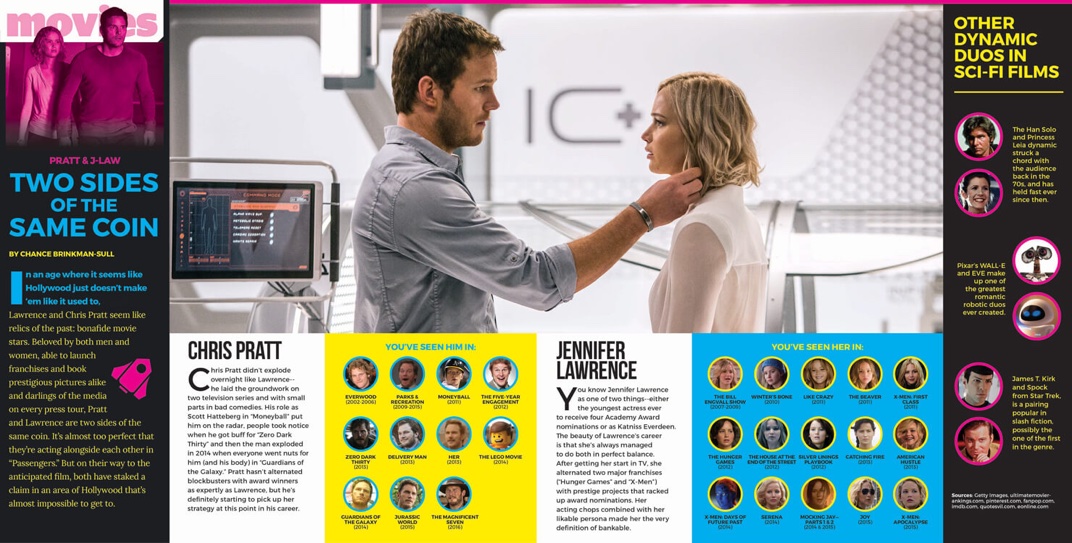 movies
PRATT & J-LAW
TWO SIDES
OF THE
SAME COIN
BY CHANCE BRINKMAN-SULL
In an age where it seems like
Hollywood just doesn't make
'em like it used to,
Lawrence and Chris Pratt seem like
relics of the past: bonafide movie
stars. Beloved by both men and
women, able to launch
franchises and book
prestigious pictures alike
and darlings of the media
on every press tour, Pratt
and Lawrence are two sides of the
same coin. It's almost too perfect that
they're acting alongside each other in
"Passengers." But on their way to the
anticipated film, both have staked a
claim in an area of Hollywood that's
almost impossible to get to.
IC+
CHRIS PRATT
Chris Pratt didn't explode
overnight like Lawrence--
he laid the groundwork on
two television series and with small
parts in bad comedies. His role as
Scott Hatteberg in "Moneyball" put
him on the radar, people took notice
when he got buff for "Zero Dark
Thirty" and then the man exploded
in 2014 when everyone went nuts for
him (and his body) in "Guardians of
the Galaxy." Pratt hasn't alternated
blockbusters with award winners
as expertly as Lawrence, but he's
definitely starting to pick up her
strategy at this point in his career.
YOU'VE SEEN HIM IN:
EVERWOOD
(2002-2006)
PARKS &
RECREATION
(2009-2015)
MONEYBALL
(2011)
THE FIVE-YEAR
ENGAGEMENT
(2012)
ZERO DARK
THIRTY
(2013)
DELIVERY MAN
(2013)
HER
(2013)
THE LEGO MOVIE
(2014)
GUARDIANS OF
THE GALAXY
(2014)
JURASSIC
WORLD
(2015)
THE MAGNIFICENT
SEVEN
(2016)
JENNIFER
LAWRENCE
You know Jennifer Lawrence
as one of two things--either
the youngest actress ever
to receive four Academy Award
nominations or as Katniss Everdeen.
The beauty of Lawrence's career
is that she's always managed
to do both in perfect balance.
After getting her start in TV, she
alternated two major franchises
("Hunger Games" and "X-Men")
with prestige projects that racked
up award nominations. Her
acting chops combined with her
likable persona made her the very
definition of bankable.
YOU'VE SEEN HER IN:
THE BILL
ENGVALL SHOW
(2007-2009)
WINTER'S BONE
(2010)
LIKE CRAZY
(2011)
THE BEAVER
(2011)
X-MEN: FIRST
CLASS
(2011)
THE HUNGER
GAMES
(2012)
THE HOUSE AT THE
END OF THE STREET
(2012)
SILVER LININGS
PLAYBOOK
(2012)
CATCHING FIRE
(2013)
AMERICAN
HUSTLE
(2013)
X-MEN: DAYS OF
FUTURE PAST
(2014)
SERENA
(2014)
MOCKING JAY -
PARTS 1 & 2
(2014 & 2015)
JOY
(2015)
X-MEN:
APOCALYPSE
(2015)
OTHER
DYNAMIC
DUOS IN
SCI-FI FILMS
The Han Solo
and Princess
Leia dynamic
struck a
chord with
the audience
back in the
70s, and has
held fast ever
since then.
Pixar's WALL-E
and EVE make
up one of
the greatest
romantic
robotic duos
ever created.
James T. Kirk
and Spock
from Star Trek,
is a pairing
popular in
slash fiction,
possibly the
one of the first
in the genre.
Sources: Getty Images, ultimatemovier-
ankings.com, pinterest.com, fanpop.com,
imdb.com, quotesvil.com, eonline.com